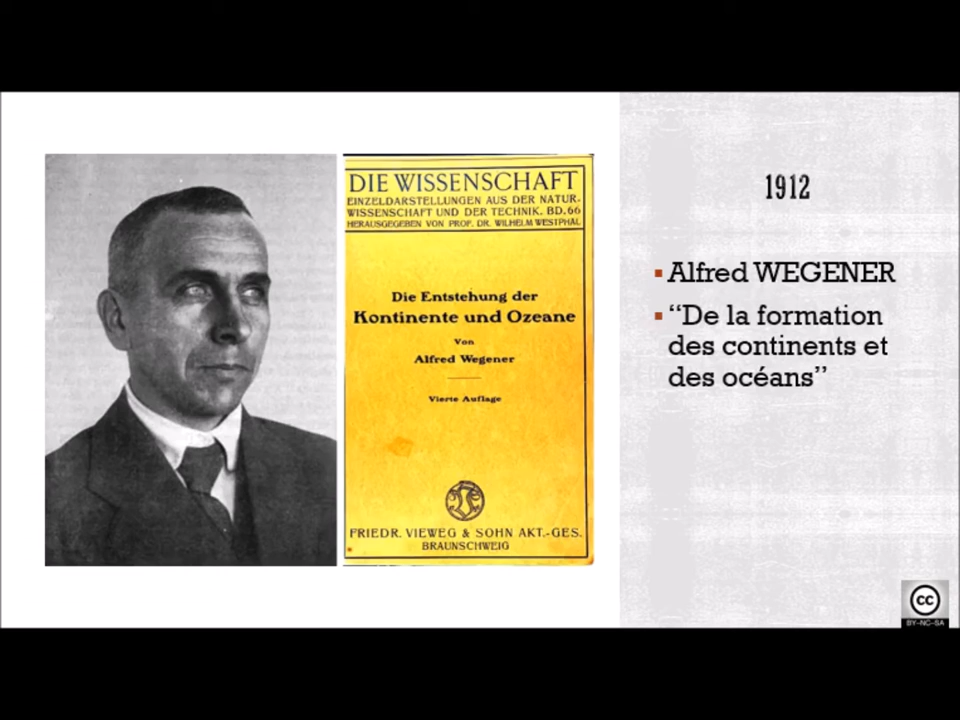 DIE WISSENSCHAFT
EINZELDARSTELLUNGEN AUS DER NATUR-
WISSENSCHAFT UND DER TECHNIK. BD. 66
HERAUSGEGEBEN VON PROF. DR. WILHELM WESTPHAL
Die Entstehung der
Kontinente und Ozeane
Von
Alfred Wegener
Vierte Auflage
FRIEDR. VIEWEG & SOHN AKT.-GES.
BRAUNSCHWEIG
1912
Alfred WEGENER
“De la formation
des continents et
des océans”
cc
BY-NC-SA